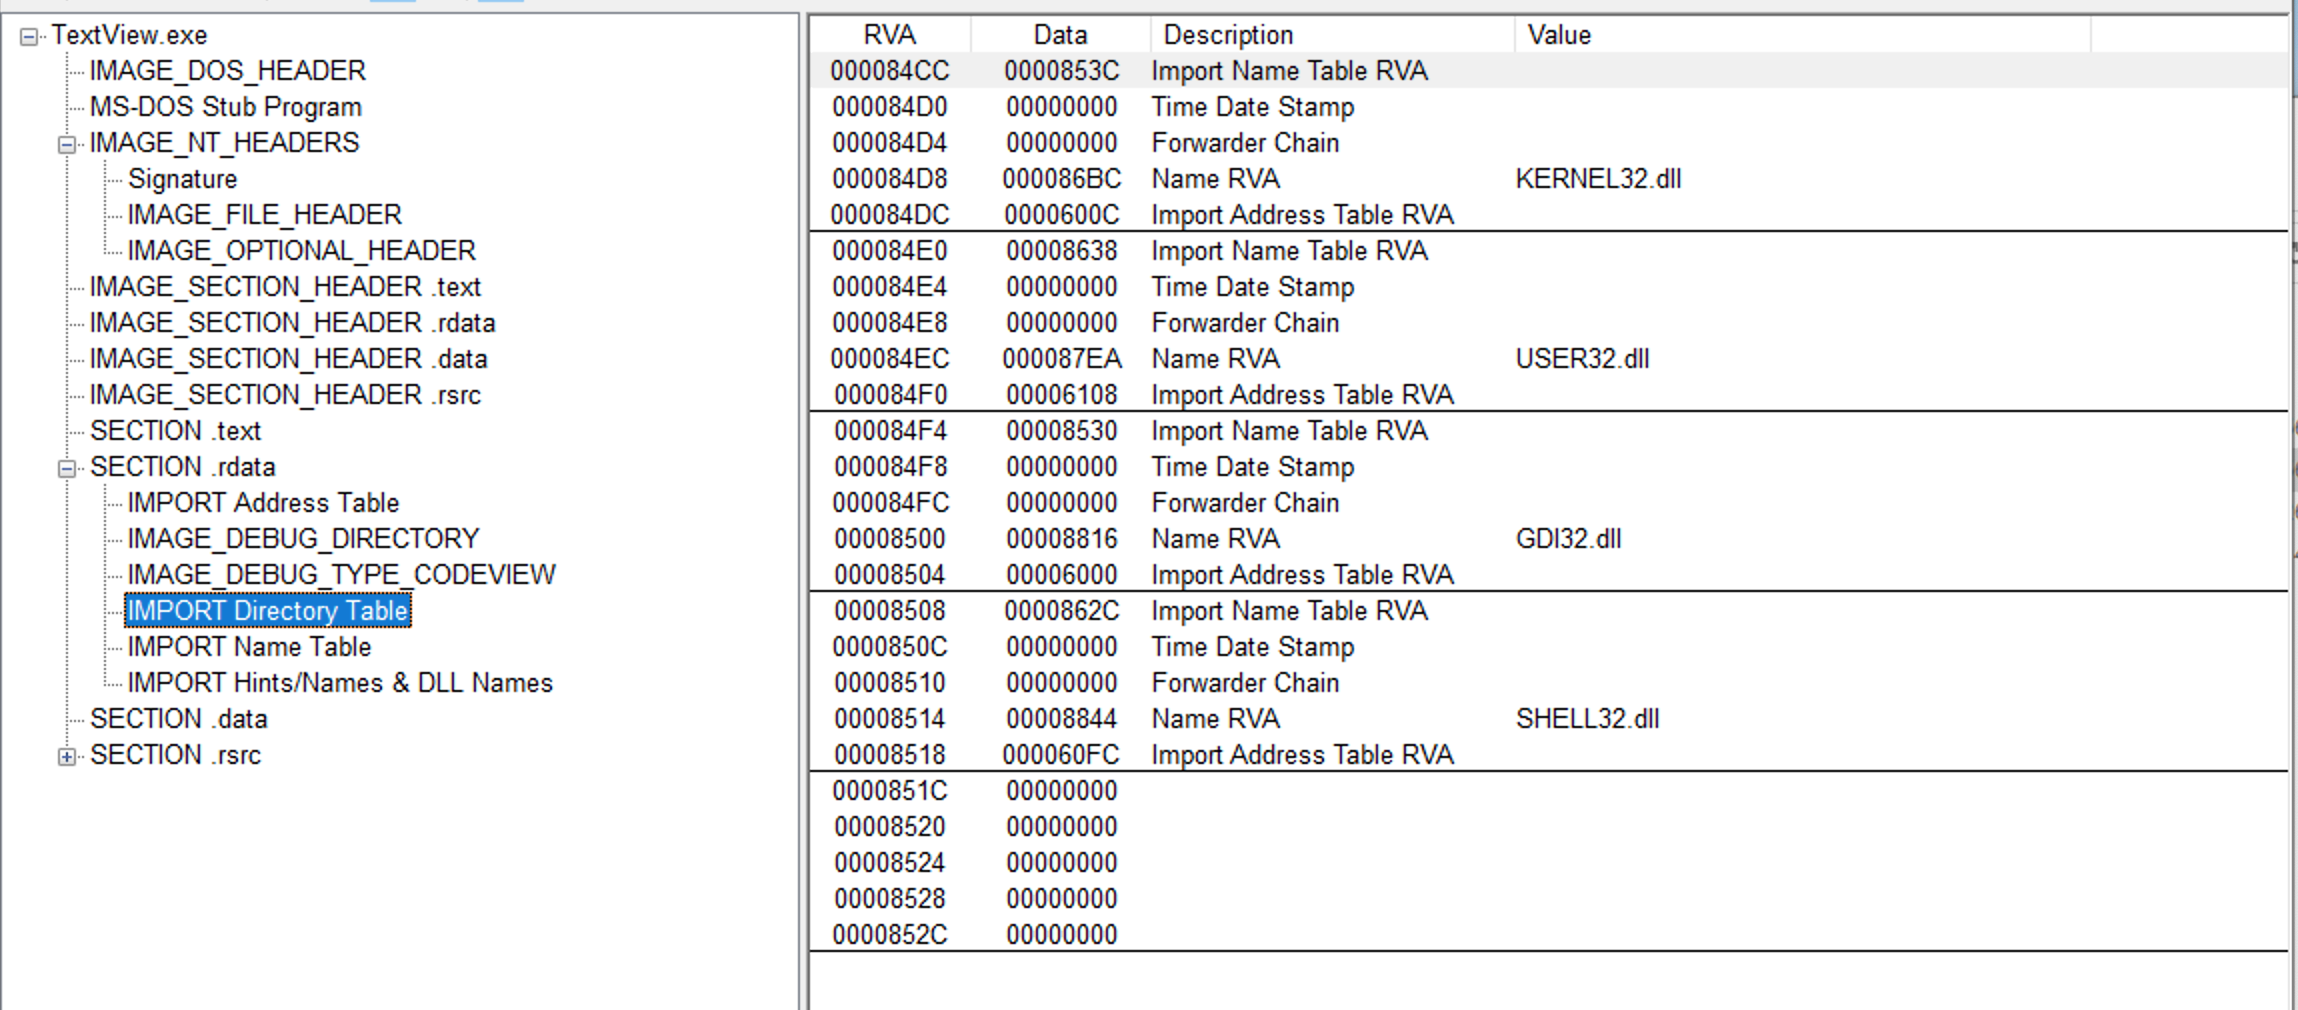 TextView.exe
IMAGE_DOS_HEADER
MS-DOS Stub Program
IMAGE_NT_HEADERS
Signature
IMAGE_FILE_HEADER
IMAGE_OPTIONAL_HEADER
IMAGE_SECTION_HEADER .text
IMAGE_SECTION_HEADER .rdata
IMAGE_SECTION_HEADER .data
IMAGE_SECTION_HEADER .rsrc
SECTION .text
SECTION .rdata
IMPORT Address Table
IMAGE_DEBUG_DIRECTORY
IMAGE_DEBUG_TYPE_CODEVIEW
IMPORT Directory Table
IMPORT Name Table
IMPORT Hints/Names & DLL Names
SECTION .data
SECTION .rsrc
RVA Data Description Value
000084CC 0000853C Import Name Table RVA
000084D0 00000000 Time Date Stamp
000084D4 00000000 Forwarder Chain
000084D8 000086BC Name RVA KERNEL32.dll
000084DC 0000600C Import Address Table RVA
000084E0 00008638 Import Name Table RVA
000084E4 00000000 Time Date Stamp
000084E8 00000000 Forwarder Chain
000084EC 000087EA Name RVA USER32.dll
000084F0 00006108 Import Address Table RVA
000084F4 00008530 Import Name Table RVA
000084F8 00000000 Time Date Stamp
000084FC 00000000 Forwarder Chain
00008500 00008816 Name RVA GDI32.dll
00008504 00006000 Import Address Table RVA
00008508 0000862C Import Name Table RVA
0000850C 00000000 Time Date Stamp
00008510 00000000 Forwarder Chain
00008514 00008844 Name RVA SHELL32.dll
00008518 000060FC Import Address Table RVA
0000851C 00000000
00008520 00000000
00008524 00000000
00008528 00000000
0000852C 00000000